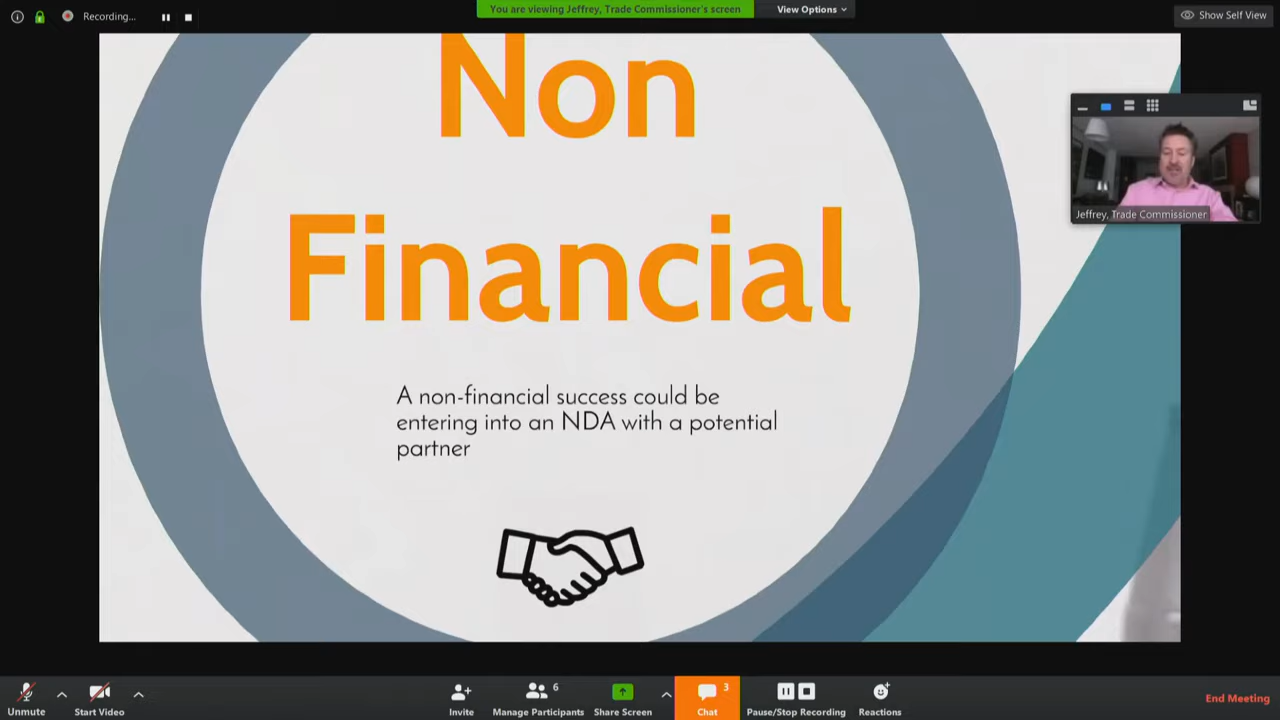 Recording...
You are viewing Jeffrey, Trade Commissioner's screen
View Options
Show Self View
Non
Financial
A non-financial success could be
entering into an NDA with a potential
partner
Jeffrey, Trade Commissioner
Unmute
Start Video
Invite
6
Manage Participants
Share Screen
3
Chat
Pause/Stop Recording
Reactions
End Meeting